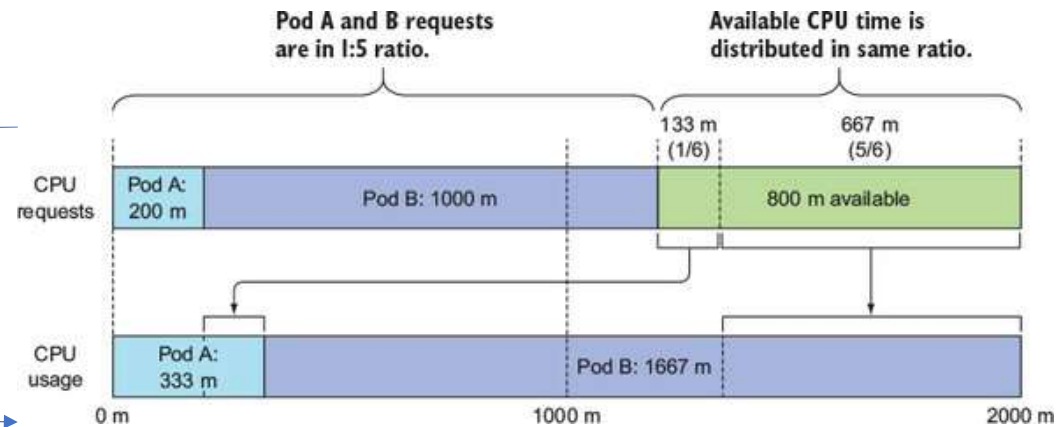 Pod A and B requests
are in 1:5 ratio.
Available CPU time is
distributed in same ratio.
133 m
(1/6)
667 m
(5/6)
CPU
requests
Pod A:
200 m
Pod B: 1000 m
800 m available
CPU
usage
Pod A:
333 m
Pod B: 1667 m
0 m
1000 m
2000 m